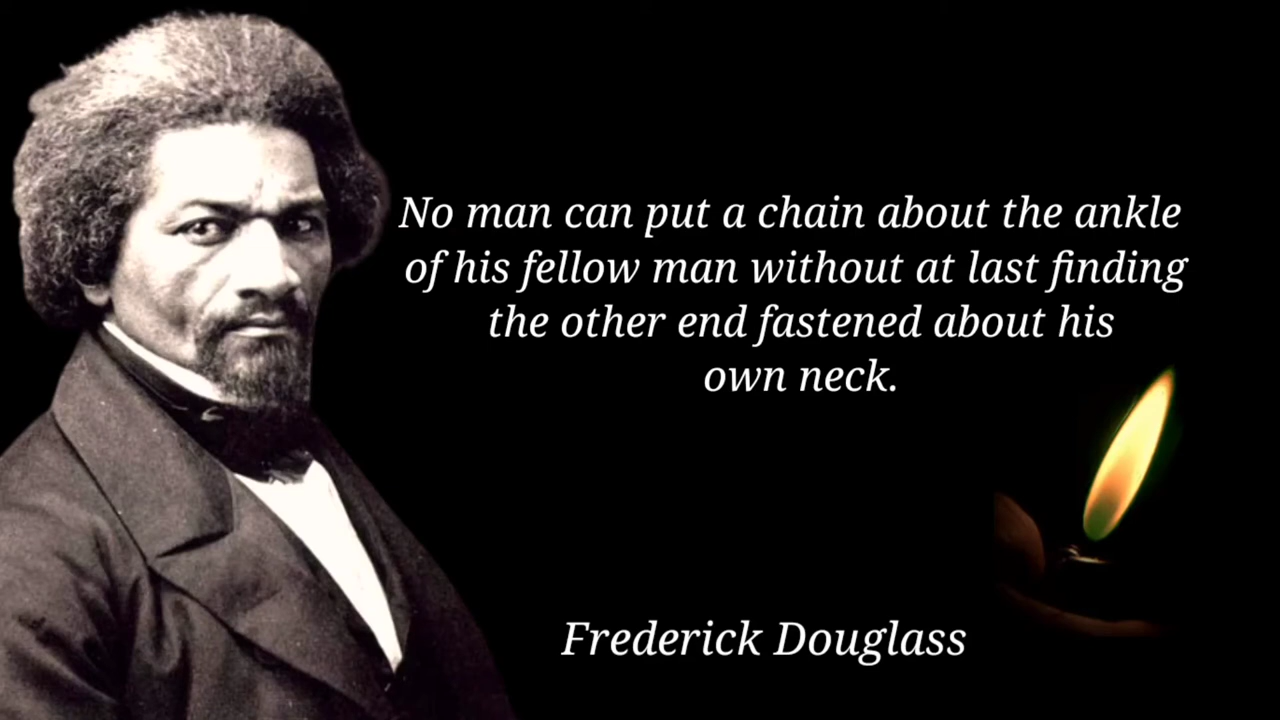 No man can put a chain about the ankle
of his fellow man without at last finding
the other end fastened about his
own neck.
Frederick Douglass